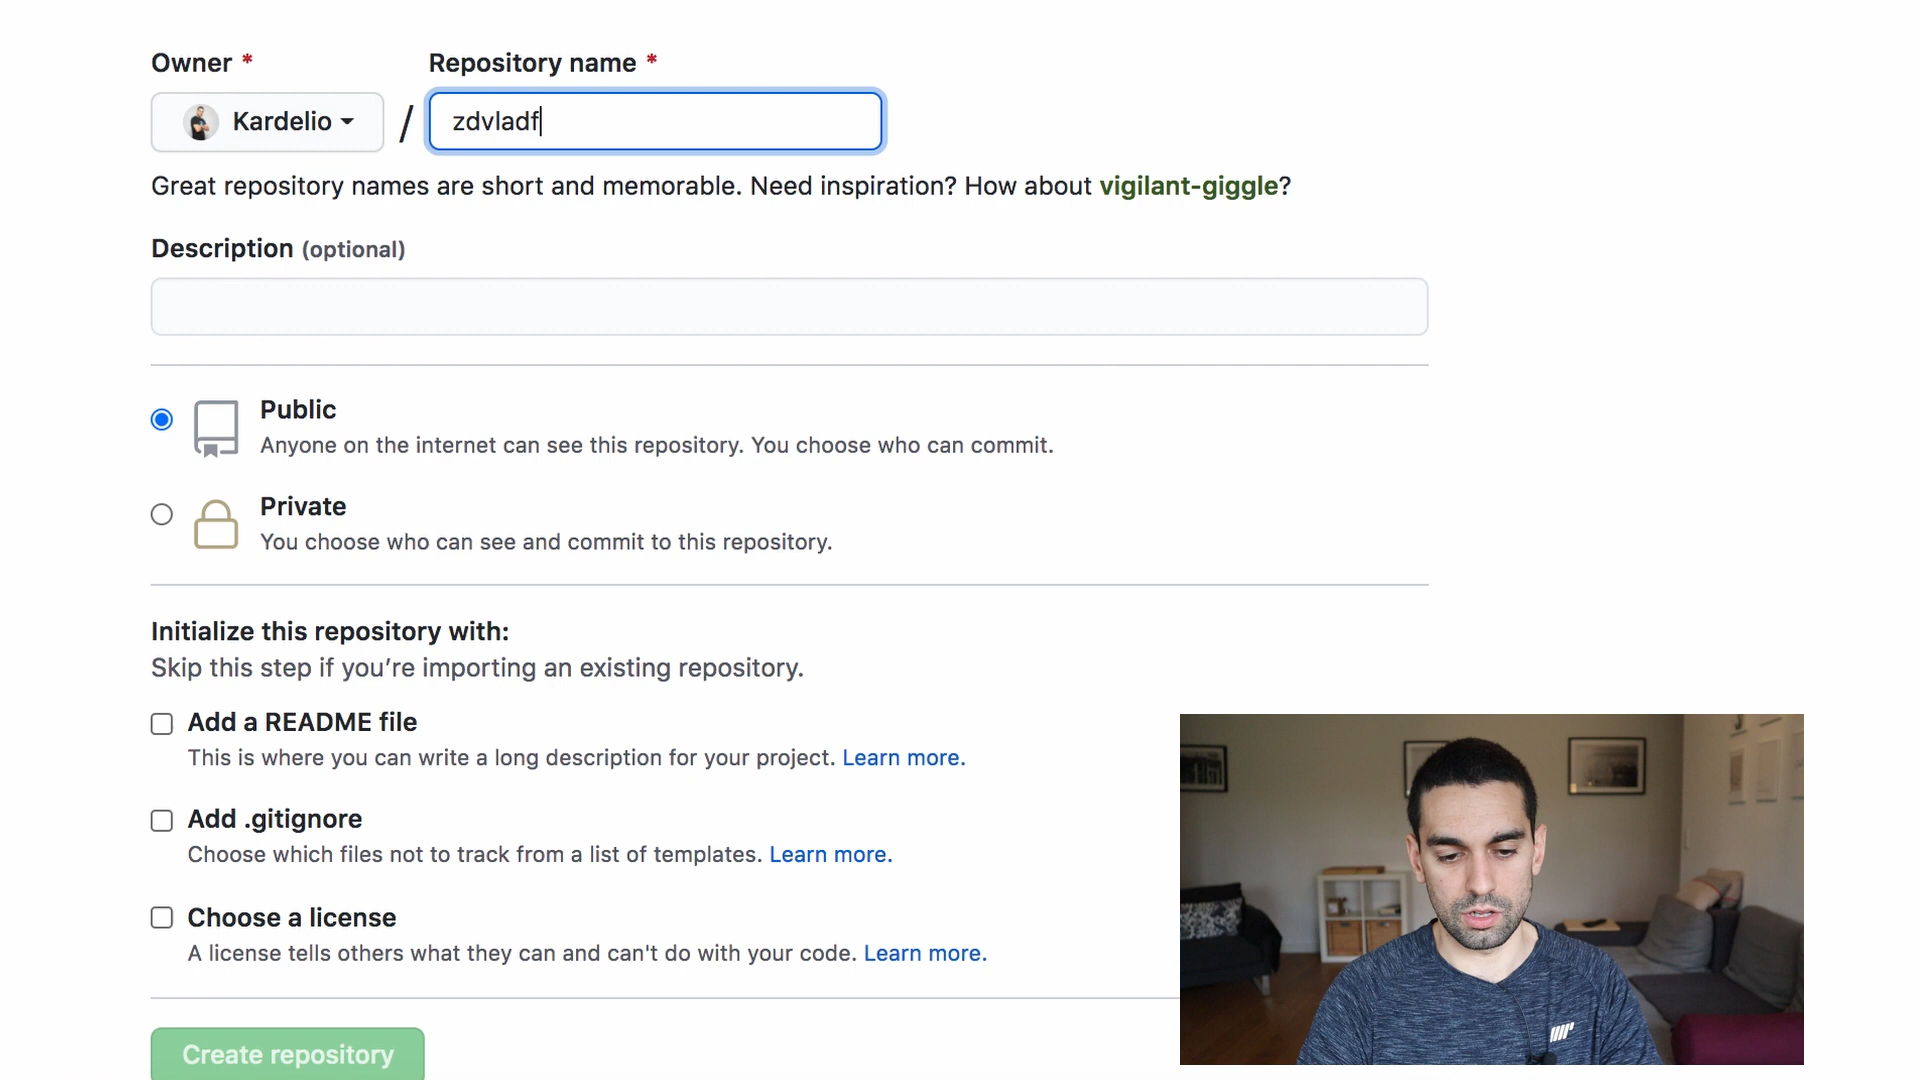 Owner * Repository name *
Kardelio / zdvladf
Great repository names are short and memorable. Need inspiration? How about vigilant-giggle?
Description (optional)
Public
Anyone on the internet can see this repository. You choose who can commit.
Private
You choose who can see and commit to this repository.
Initialize this repository with:
Skip this step if you’re importing an existing repository.
Add a README file
This is where you can write a long description for your project. Learn more.
Add .gitignore
Choose which files not to track from a list of templates. Learn more.
Choose a license
A license tells others what they can and can't do with your code. Learn more.
Create repository